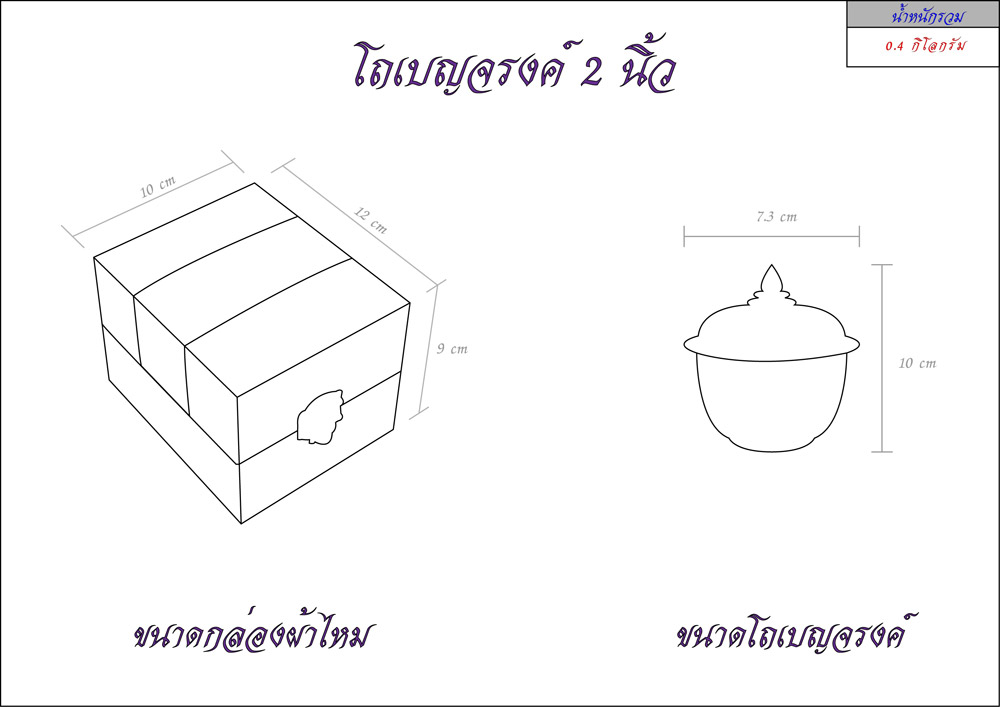 น้ำหนักรวม
0.4 กิโลกรัม
โถเบญจรงค์ 2 นิ้ว
10 cm
12 cm
9 cm
7.3 cm
10 cm
ขนาดกล่องผ้าไหม
ขนาดโถเบญจรงค์